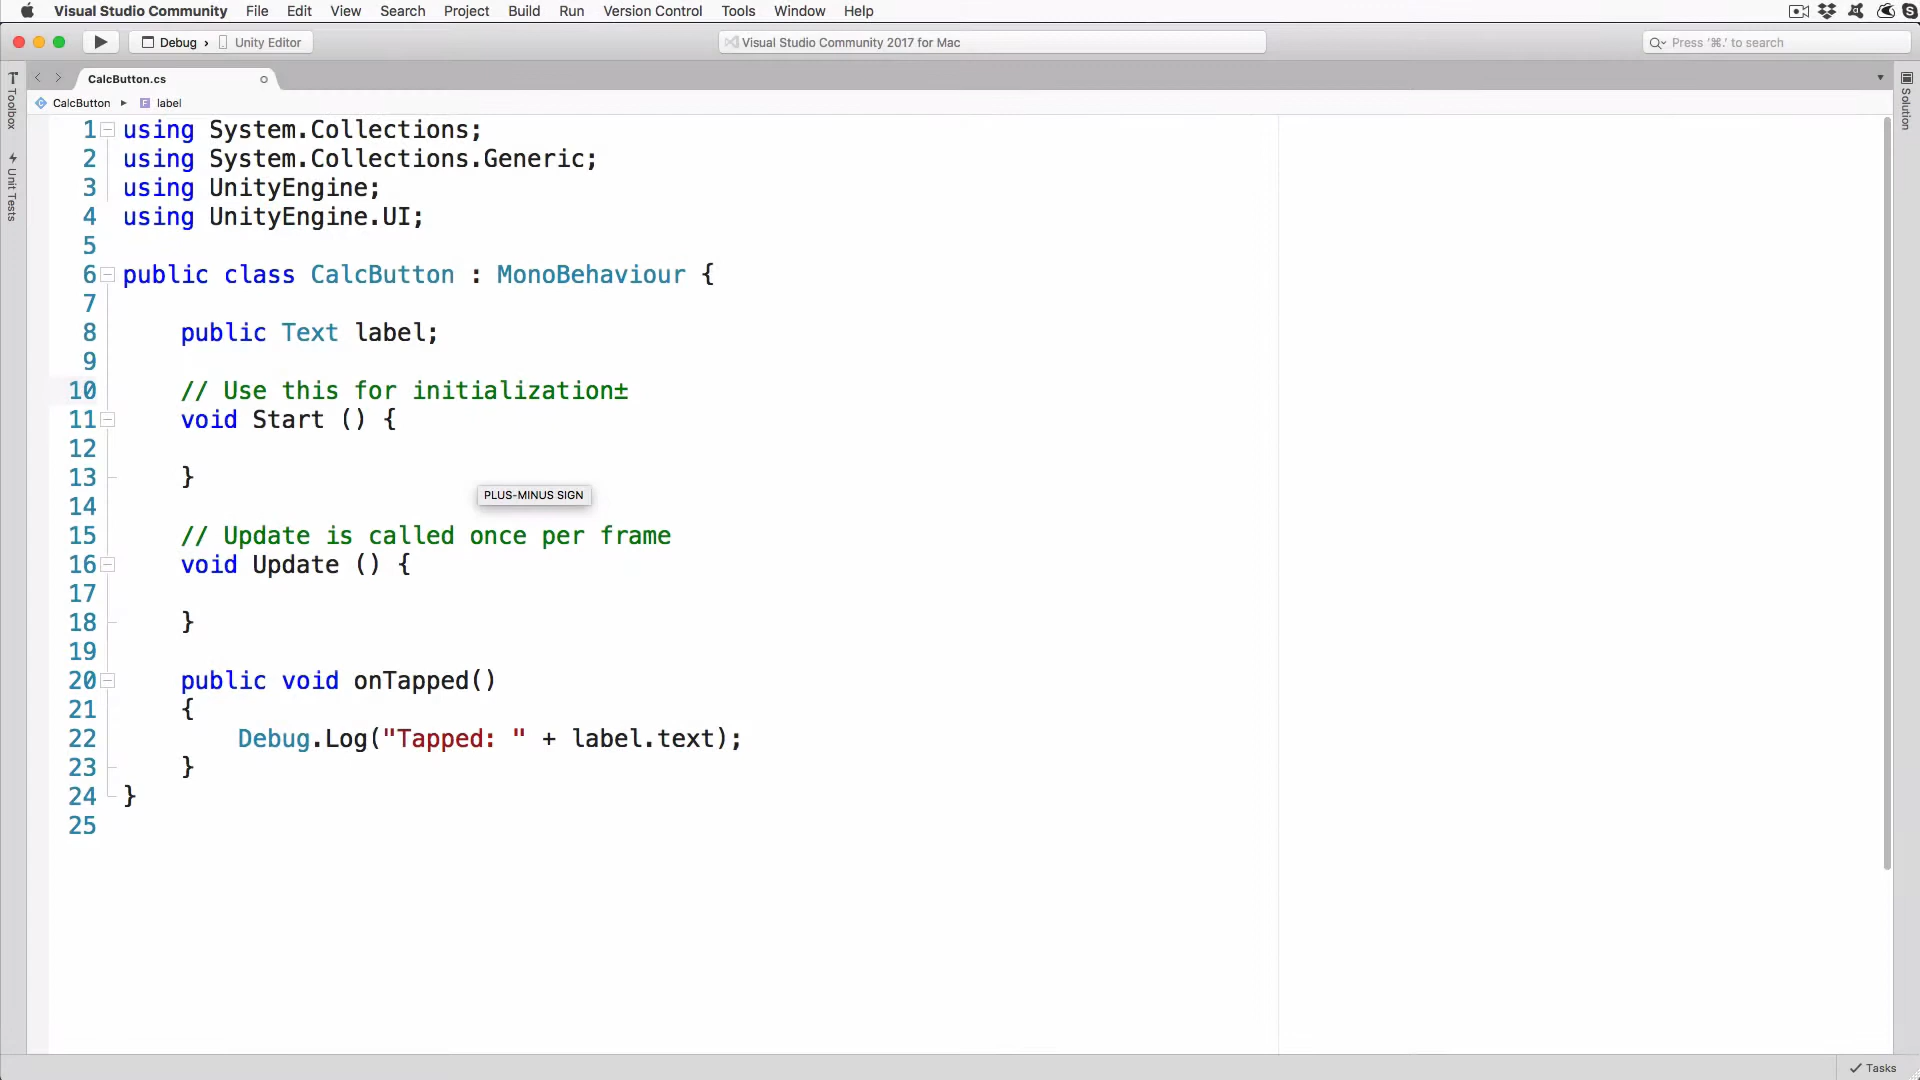 Visual Studio Community File Edit View Search Project Build Run Version Control Tools Window Help
Debug › Unity Editor
Visual Studio Community 2017 for Mac
Press '⌘.' to search
CalcButton.cs
CalcButton ▸ label
Toolbox
Unit Tests
Solution
1 using System.Collections;
2 using System.Collections.Generic;
3 using UnityEngine;
4 using UnityEngine.UI;
5
6 public class CalcButton : MonoBehaviour {
7
8 public Text label;
9
10 // Use this for initialization±
11 void Start () {
12
13 }
PLUS-MINUS SIGN
14
15 // Update is called once per frame
16 void Update () {
17
18 }
19
20 public void onTapped()
21 {
22 Debug.Log("Tapped: " + label.text);
23 }
24 }
25
Tasks